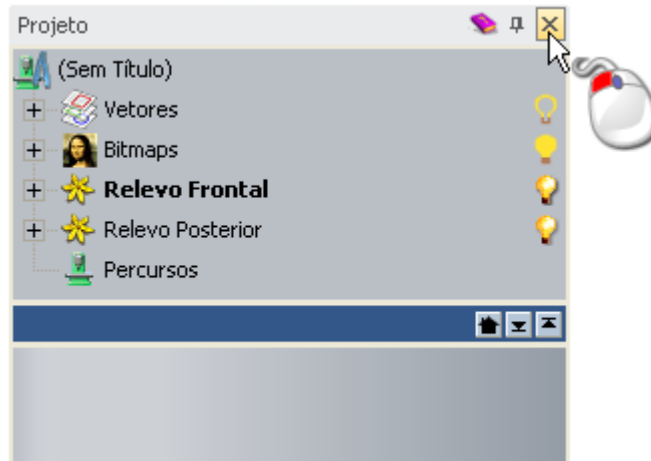 Projeto
(Sem Título)
Vetores
Bitmaps
Relevo Frontal
Relevo Posterior
Percursos